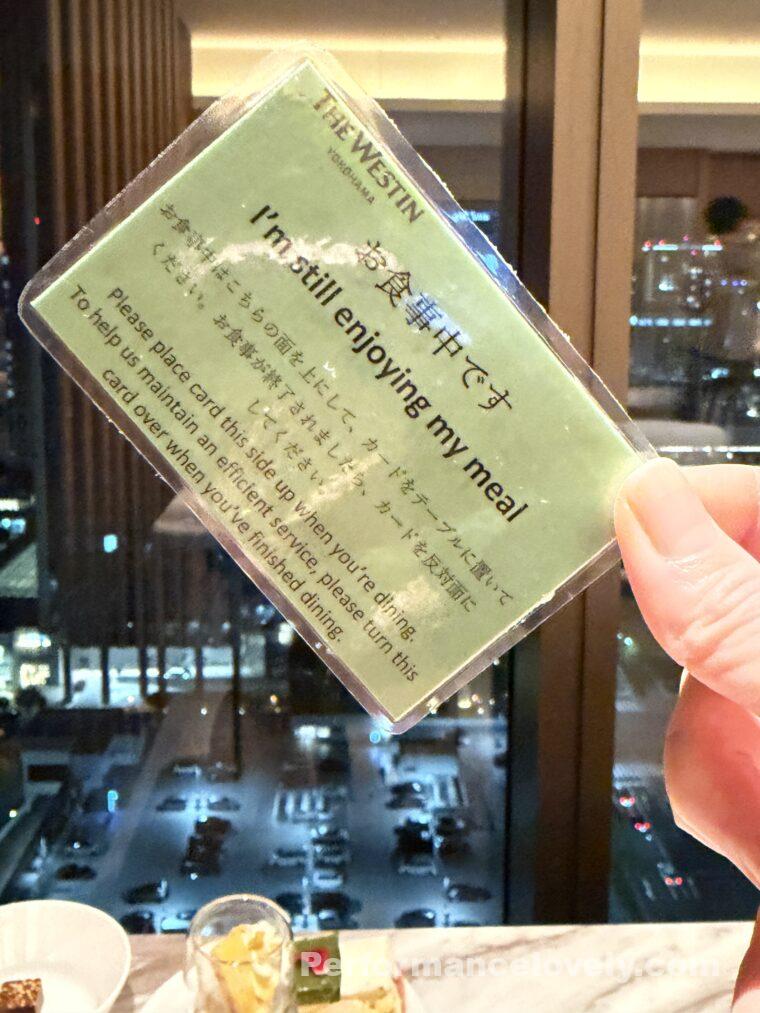 THE WESTIN
YOKOHAMA
お食事中です
I'm still enjoying my meal
お食事中はこちらの面を上にして、カードをテーブルに置いて
ください。お食事が終了されましたら、カードを反対面に
してください。
Please place card this side up when you're dining.
To help us maintain an efficient service, please turn this
card over when you've finished dining.
Performancelovely.com